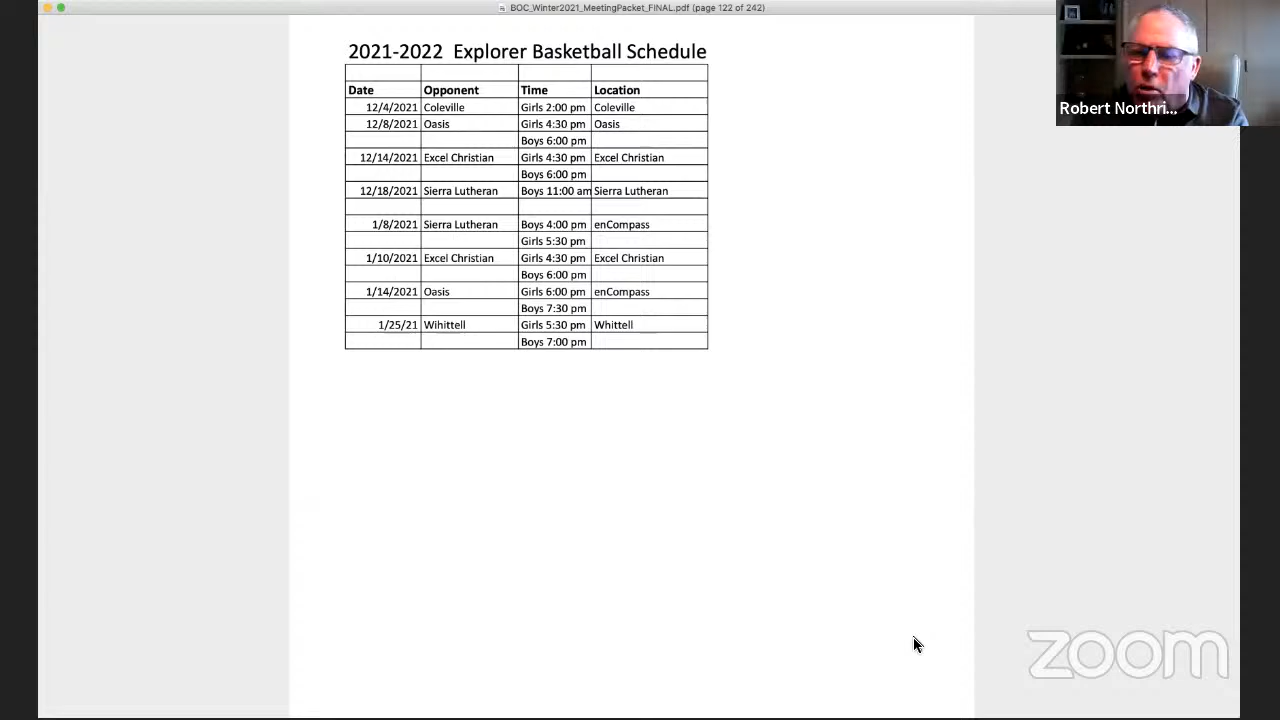 BOC_Winter2021_MeetingPacket_FINAL.pdf (page 122 of 242)
2021-2022 Explorer Basketball Schedule
Date Opponent Time Location
12/4/2021 Coleville Girls 2:00 pm Coleville
12/8/2021 Oasis Girls 4:30 pm Oasis
Boys 6:00 pm
12/14/2021 Excel Christian Girls 4:30 pm Excel Christian
Boys 6:00 pm
12/18/2021 Sierra Lutheran Boys 11:00 am Sierra Lutheran
1/8/2021 Sierra Lutheran Boys 4:00 pm enCompass
Girls 5:30 pm
1/10/2021 Excel Christian Girls 4:30 pm Excel Christian
Boys 6:00 pm
1/14/2021 Oasis Girls 6:00 pm enCompass
Boys 7:30 pm
1/25/21 Wihittell Girls 5:30 pm Whittell
Boys 7:00 pm
Robert Northri...
zoom